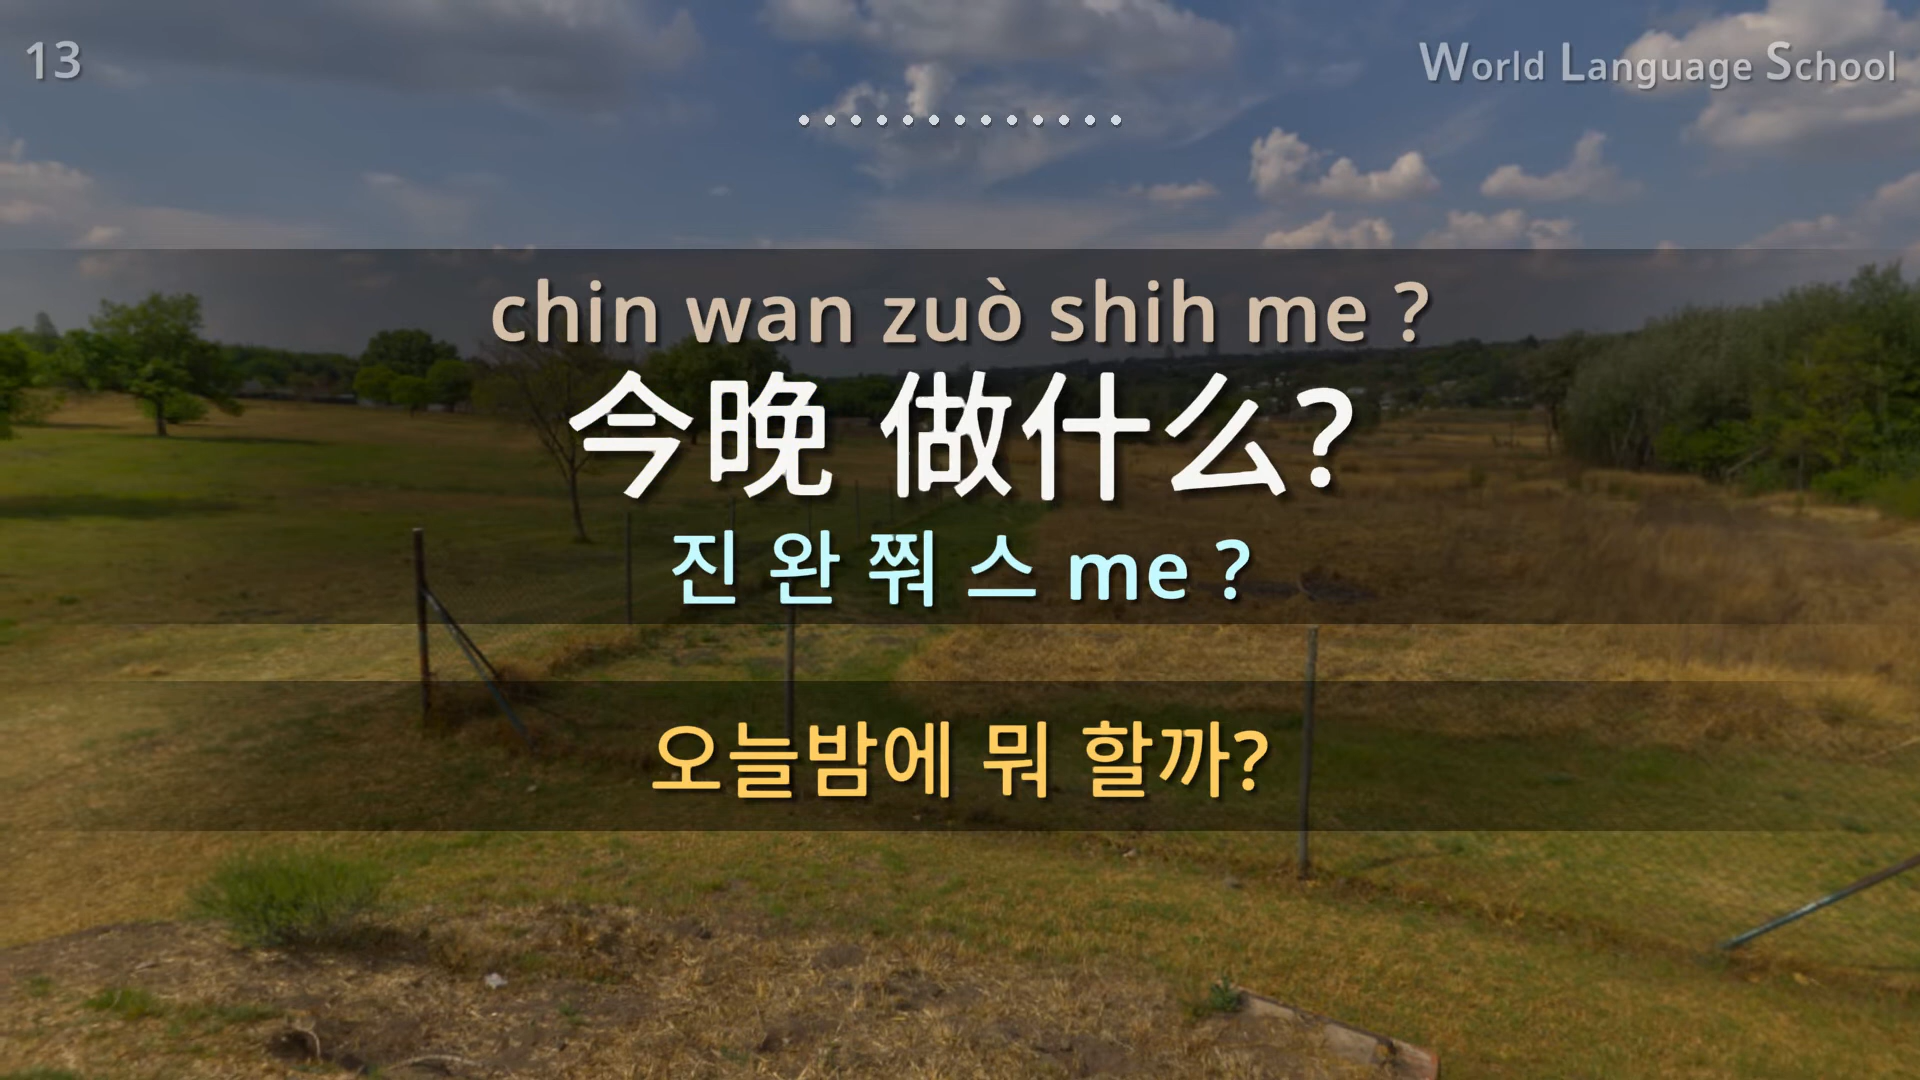 13
World Language School
chin wan zuò shih me ?
今晚 做什么?
진 완 쭤 스 me ?
오늘밤에 뭐 할까?